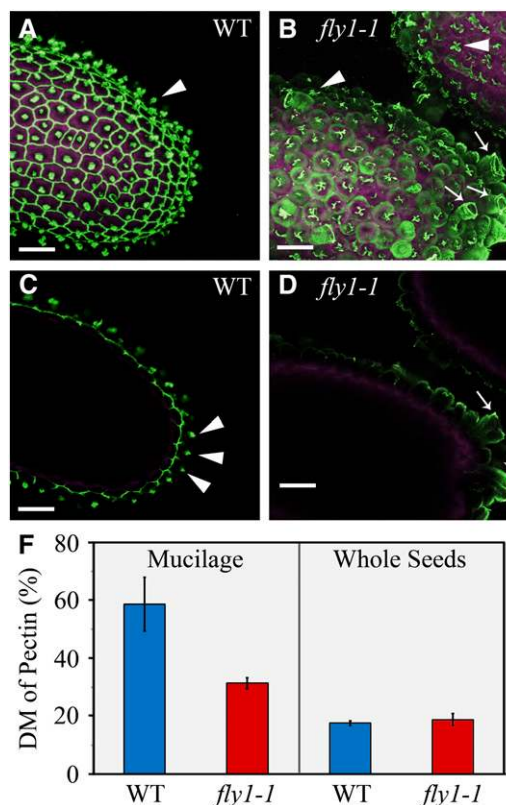 A WT
B fly1-1
C WT
D fly1-1
F
80
60
40
20
0
DM of Pectin (%)
Mucilage
Whole Seeds
WT
fly1-1
WT
fly1-1